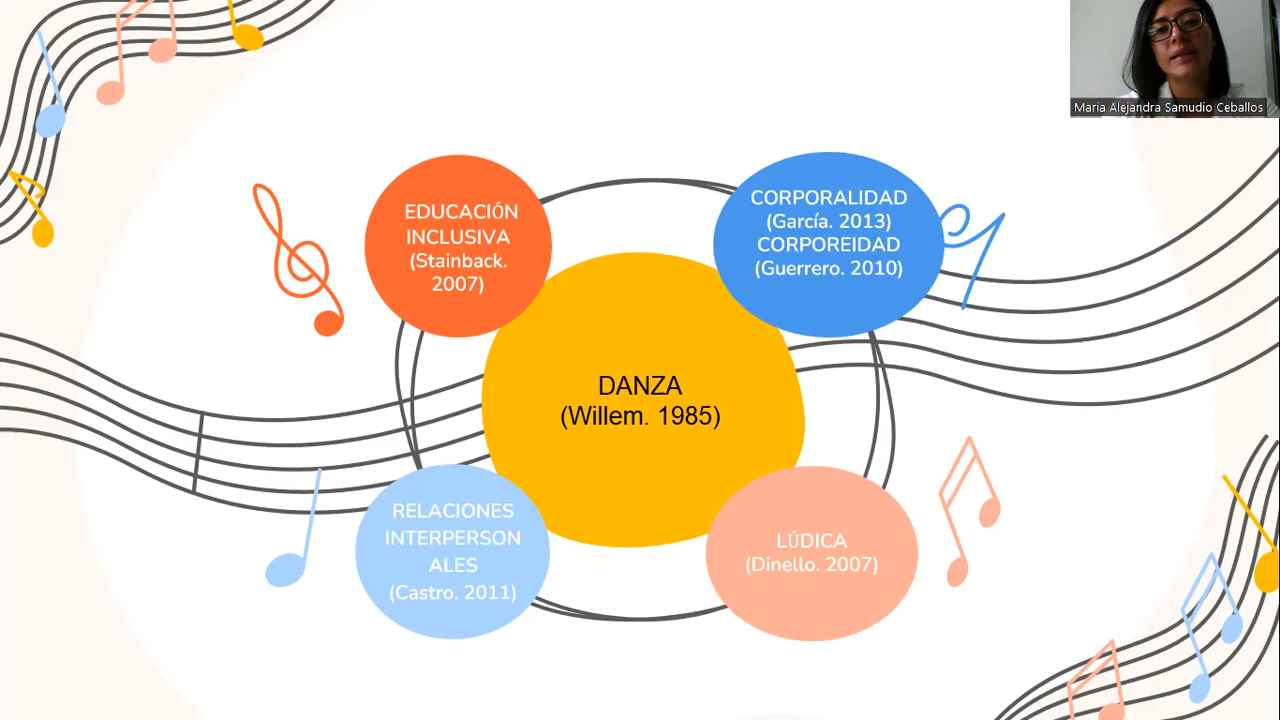 Maria Alejandra Samudio Ceballos
EDUCACIÓN
INCLUSIVA
(Stainback.
2007)
CORPORALIDAD
(García. 2013)
CORPOREIDAD
(Guerrero. 2010)
DANZA
(Willem. 1985)
RELACIONES
INTERPERSON
ALES
(Castro. 2011)
LÚDICA
(Dinello. 2007)